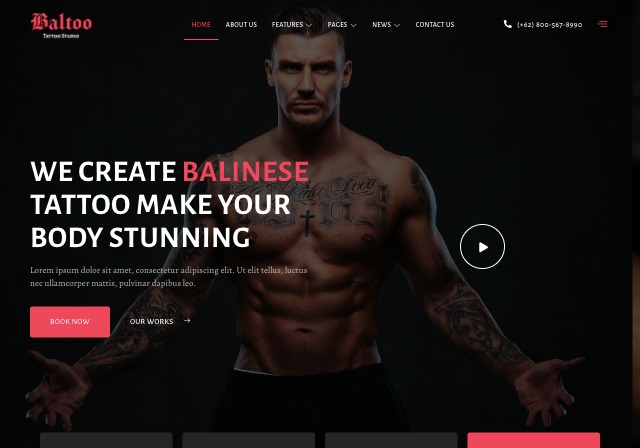 Baltoo
TATTOO STUDIO
HOME
ABOUT US
FEATURES
PAGES
NEWS
CONTACT US
(+62) 800-567-8990
WE CREATE BALINESE
TATTOO MAKE YOUR
BODY STUNNING
Lorem ipsum dolor sit amet, consectetur adipiscing elit. Ut elit tellus, luctus
nec ullamcorper mattis, pulvinar dapibus leo.
BOOK NOW
OUR WORKS